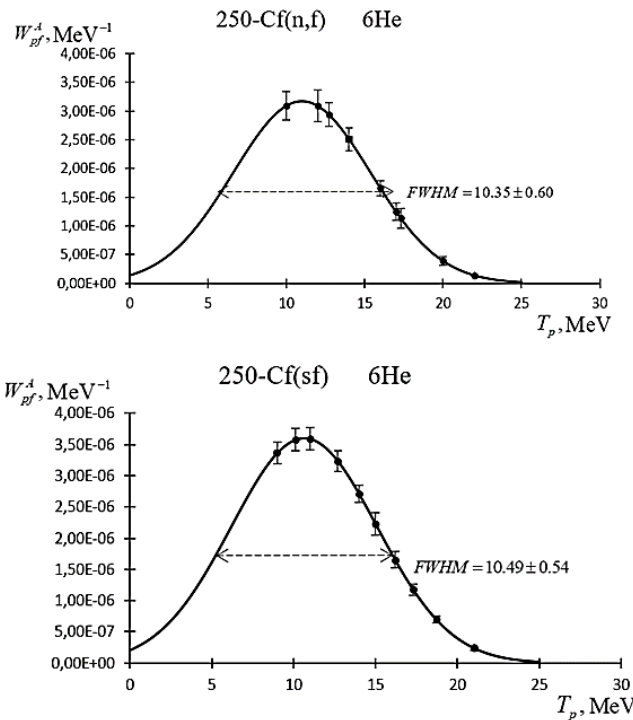 250-Cf(n,f) 6He
W_{pf}^{A}, MeV^{-1}
4,00E-06
3,50E-06
3,00E-06
2,50E-06
2,00E-06
1,50E-06
1,00E-06
5,00E-07
0,00E+00
FWHM = 10.35 ± 0.60
0 5 10 15 20 25 30
T_p, MeV
250-Cf(sf) 6He
W_{pf}^{A}, MeV^{-1}
4,00E-06
3,50E-06
3,00E-06
2,50E-06
2,00E-06
1,50E-06
1,00E-06
5,00E-07
0,00E+00
FWHM = 10.49 ± 0.54
0 5 10 15 20 25 30
T_p, MeV